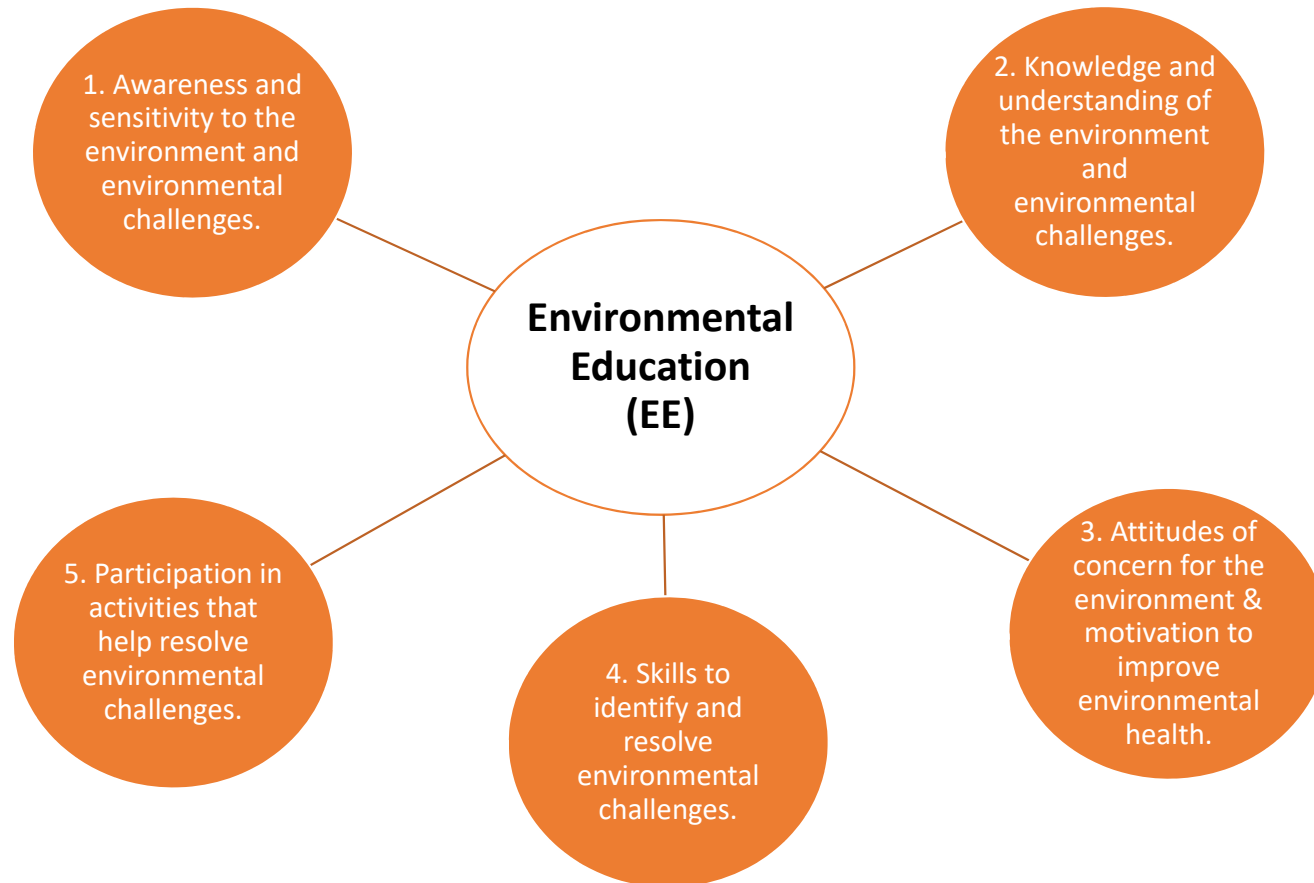 1. Awareness and
sensitivity to the
environment and
environmental
challenges.
2. Knowledge and
understanding of
the environment
and
environmental
challenges.
Environmental
Education
(EE)
3. Attitudes of
concern for the
environment &
motivation to
improve
environmental
health.
4. Skills to
identify and
resolve
environmental
challenges.
5. Participation in
activities that
help resolve
environmental
challenges.